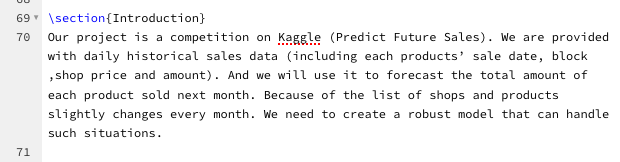 69 \section{Introduction}
70 Our project is a competition on Kaggle (Predict Future Sales). We are provided
with daily historical sales data (including each products’ sale date, block
,shop price and amount). And we will use it to forecast the total amount of
each product sold next month. Because of the list of shops and products
slightly changes every month. We need to create a robust model that can handle
such situations.
71